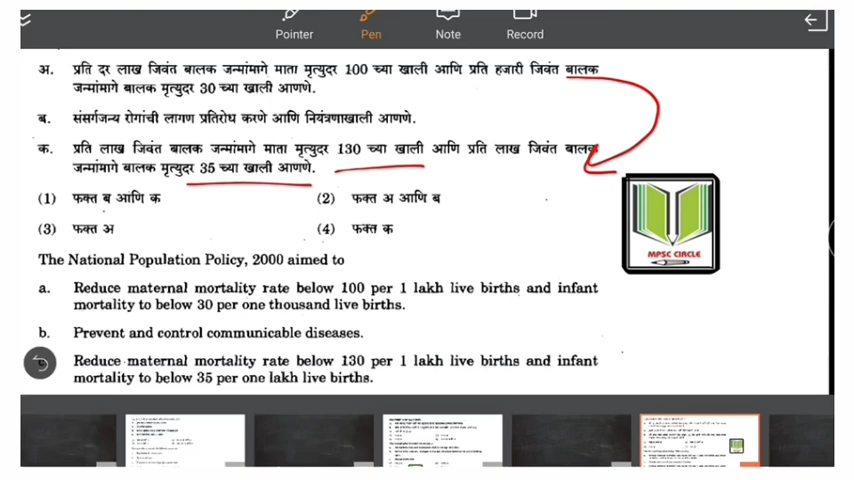 Pointer
Pen
Note
Record
अ. प्रति दर लाख जिवंत बालक जन्मांमागे माता मृत्युदर 100 च्या खाली आणि प्रति हजारी जिवंत बालक
जन्मांमागे बालक मृत्युदर 30 च्या खाली आणणे.
ब. संसर्गजन्य रोगांची लागण प्रतिरोध करणे आणि नियंत्रणाखाली आणणे.
क. प्रति लाख जिवंत बालक जन्मांमागे माता मृत्युदर 130 च्या खाली आणि प्रति लाख जिवंत बालक
जन्मांमागे बालक मृत्युदर 35 च्या खाली आणणे.
(1) फक्त ब आणि क (2) फक्त अ आणि ब
(3) फक्त अ (4) फक्त क
MPSC CIRCLE
The National Population Policy, 2000 aimed to
a. Reduce maternal mortality rate below 100 per 1 lakh live births and infant
mortality to below 30 per one thousand live births.
b. Prevent and control communicable diseases.
Reduce maternal mortality rate below 130 per 1 lakh live births and infant
mortality to below 35 per one lakh live births.